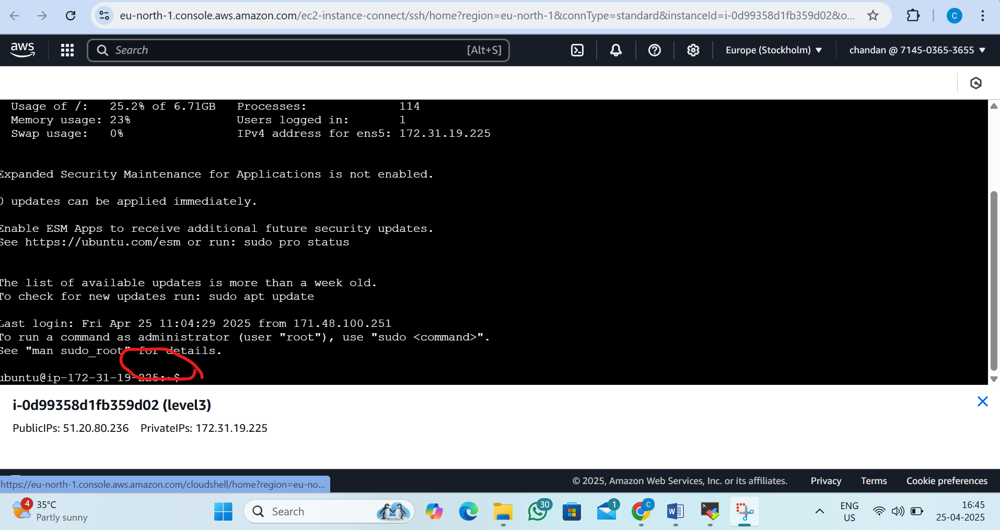 eu-north-1.console.aws.amazon.com/ec2-instance-connect/ssh/home?region=eu-north-1&connType=standard&instanceId=i-0d99358d1fb359d02&o...
C
aws
Search
[Alt+S]
Europe (Stockholm)
chandan @ 7145-0365-3655
Usage of /: 25.2% of 6.71GB Processes: 114
Memory usage: 23% Users logged in: 1
Swap usage: 0% IPv4 address for ens5: 172.31.19.225
Expanded Security Maintenance for Applications is not enabled.
0 updates can be applied immediately.
Enable ESM Apps to receive additional future security updates.
See https://ubuntu.com/esm or run: sudo pro status
The list of available updates is more than a week old.
To check for new updates run: sudo apt update
Last login: Fri Apr 25 11:04:29 2025 from 171.48.100.251
To run a command as administrator (user "root"), use "sudo <command>".
See "man sudo_root" for details.
ubuntu@ip-172-31-19-225:~$
i-0d99358d1fb359d02 (level3)
PublicIPs: 51.20.80.236 PrivateIPs: 172.31.19.225
© 2025, Amazon Web Services, Inc. or its affiliates. Privacy Terms Cookie preferences
https://eu-north-1.console.aws.amazon.com/cloudshell/home?region=eu-no...
4
35°C
Partly sunny
Search
30
1
C
W
ENG
US
16:45
25-04-2025